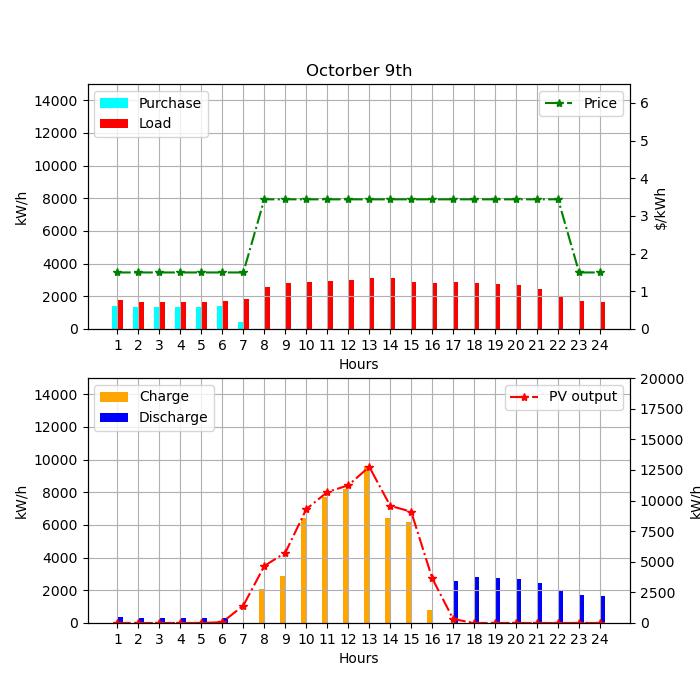 Octorber 9th
14000
12000
10000
8000
6000
4000
2000
0
kW/h
Purchase
Load
Price
6
5
4
3
2
1
0
$/kWh
1 2 3 4 5 6 7 8 9 10 11 12 13 14 15 16 17 18 19 20 21 22 23 24
Hours
14000
12000
10000
8000
6000
4000
2000
0
kW/h
Charge
Discharge
PV output
20000
17500
15000
12500
10000
7500
5000
2500
0
kW/h
1 2 3 4 5 6 7 8 9 10 11 12 13 14 15 16 17 18 19 20 21 22 23 24
Hours